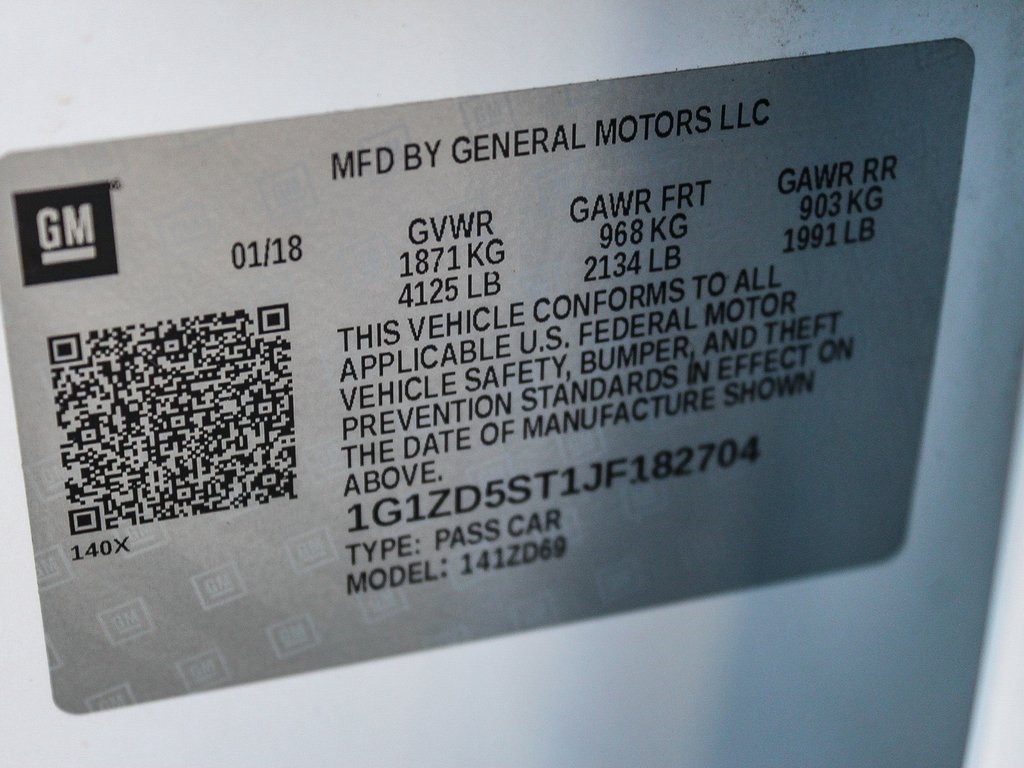 MFD BY GENERAL MOTORS LLC
GM
01/18
GVWR
1871 KG
4125 LB
GAWR FRT
968 KG
2134 LB
GAWR RR
903 KG
1991 LB
THIS VEHICLE CONFORMS TO ALL
APPLICABLE U.S. FEDERAL MOTOR
VEHICLE SAFETY, BUMPER, AND THEFT
PREVENTION STANDARDS IN EFFECT ON
THE DATE OF MANUFACTURE SHOWN
ABOVE.
1G1ZD5ST1JF182704
TYPE: PASS CAR
MODEL: 141ZD69
140X